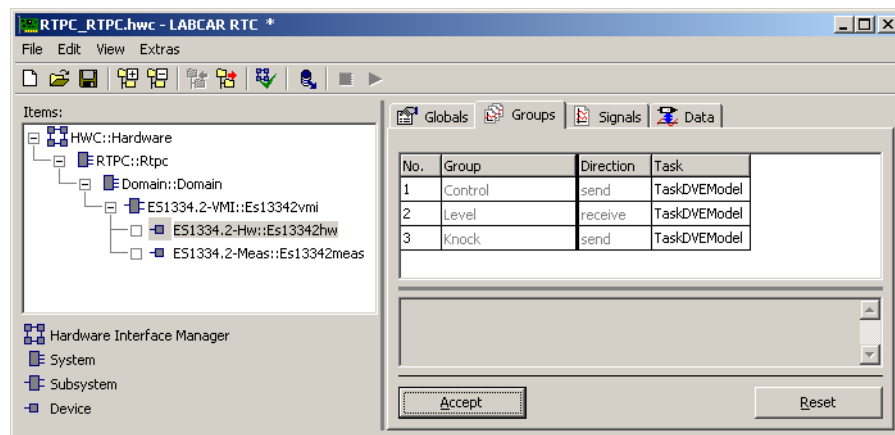 RTPC_RTPC.hwc - LABCAR RTC *
File Edit View Extras
Items:
HWC::Hardware
RTPC::Rtpc
Domain::Domain
ES1334.2-VMI::Es13342vmi
ES1334.2-Hw::Es13342hw
ES1334.2-Meas::Es13342meas
Hardware Interface Manager
System
Subsystem
Device
Globals Groups Signals Data
No. Group Direction Task
1 Control send TaskDVEModel
2 Level receive TaskDVEModel
3 Knock send TaskDVEModel
Accept Reset